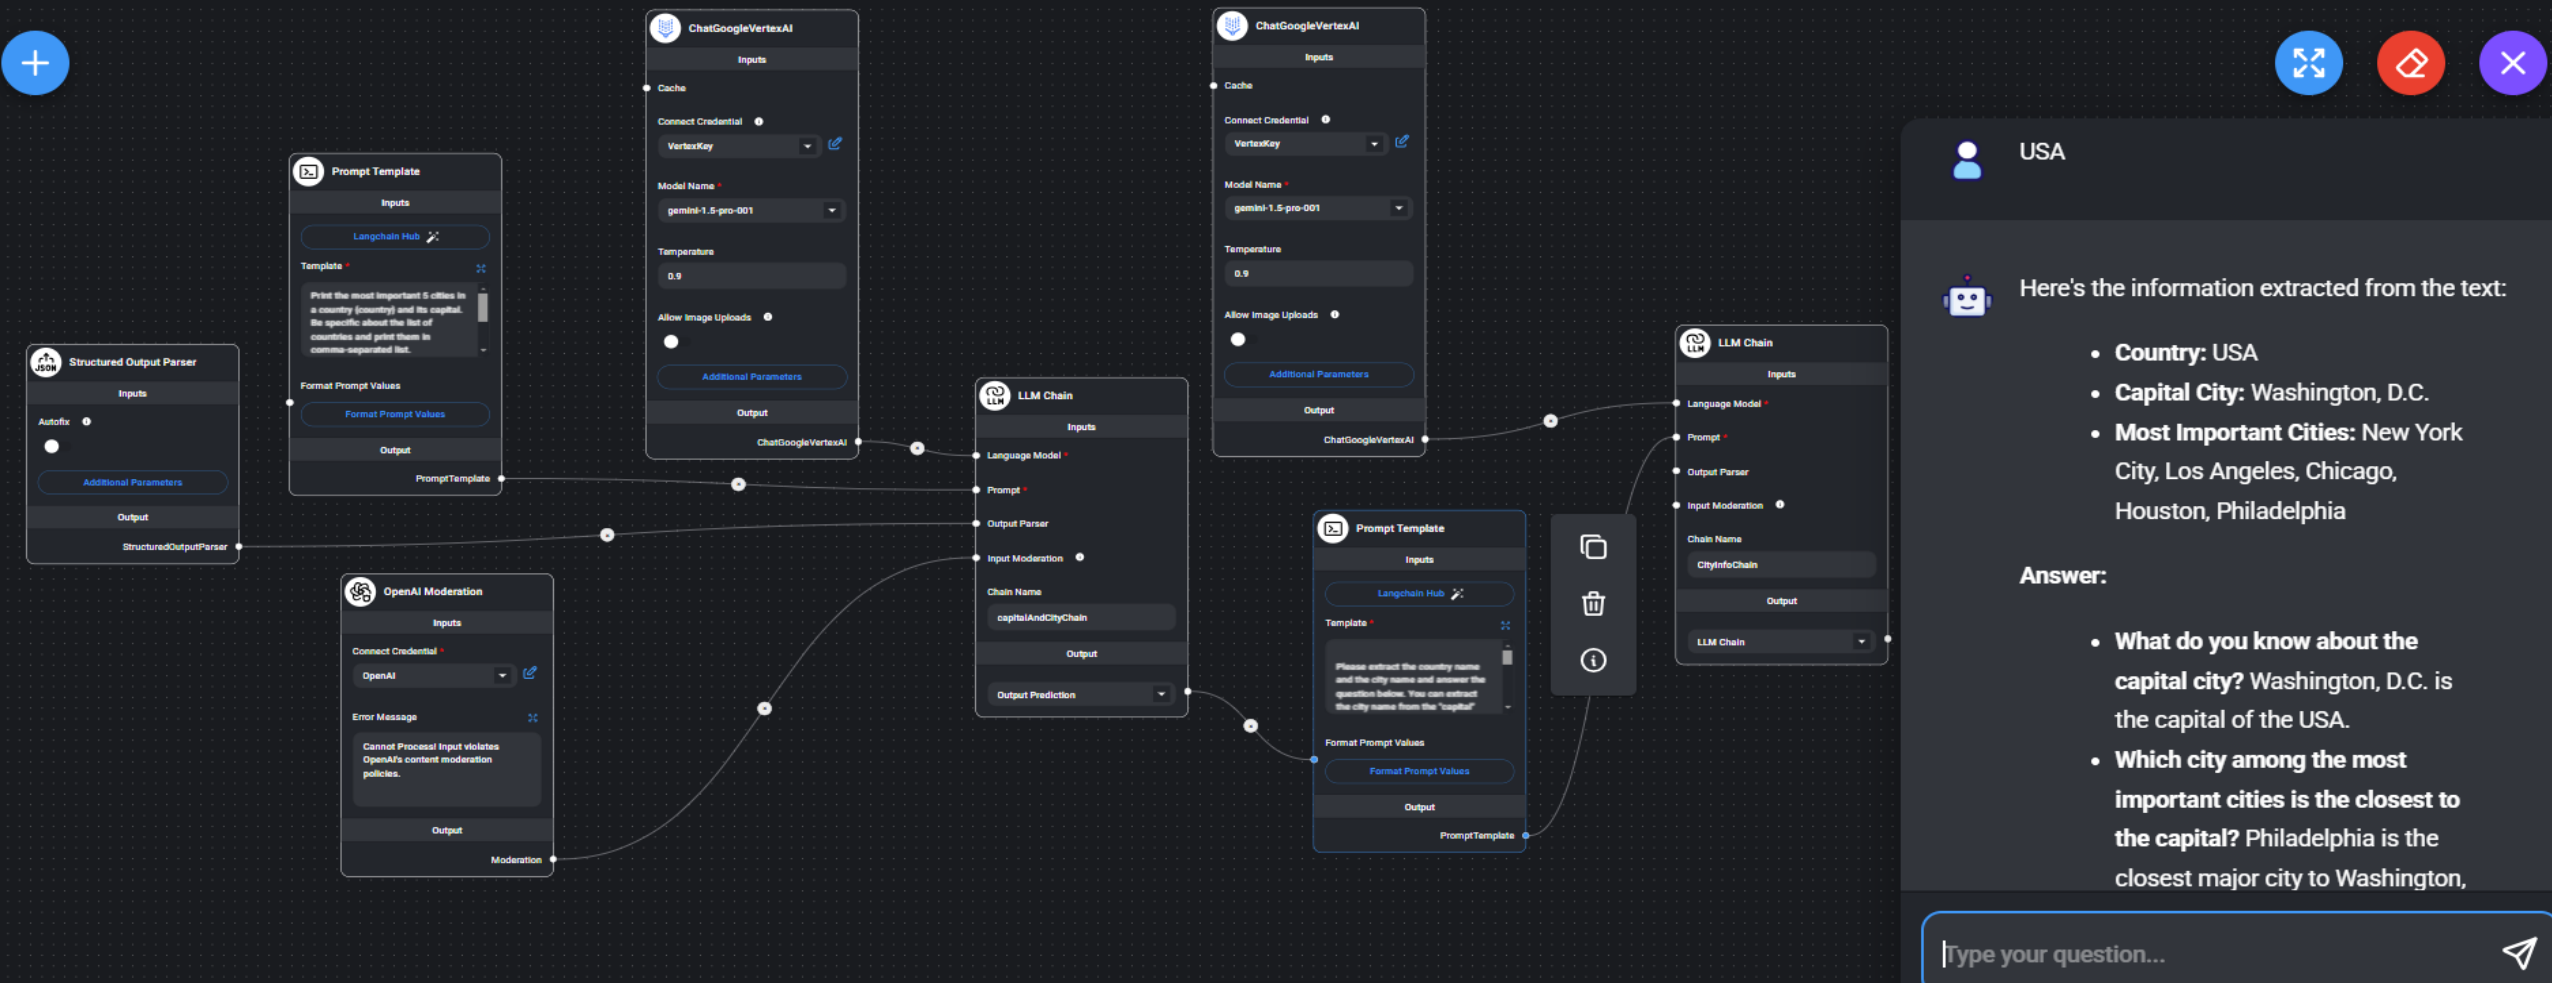 Structured Output Parser
Inputs
Autofix
Additional Parameters
Output
StructuredOutputParser
Prompt Template
Inputs
Langchain Hub
Template *
Print the most important 5 cities in
a country {country} and its capital.
Be specific about the list of
countries and print them in
comma-separated list.
Format Prompt Values
Format Prompt Values
Output
PromptTemplate
OpenAI Moderation
Inputs
Connect Credential *
OpenAI
Error Message
Cannot Process! Input violates
OpenAI's content moderation
policies.
Output
Moderation
ChatGoogleVertexAI
Inputs
Cache
Connect Credential
VertexKey
Model Name *
gemini-1.5-pro-001
Temperature
0.9
Allow Image Uploads
Additional Parameters
Output
ChatGoogleVertexAI
LLM Chain
Inputs
Language Model *
Prompt *
Output Parser
Input Moderation
Chain Name
capitalAndCityChain
Output
Output Prediction
ChatGoogleVertexAI
Inputs
Cache
Connect Credential
VertexKey
Model Name *
gemini-1.5-pro-001
Temperature
0.9
Allow Image Uploads
Additional Parameters
Output
ChatGoogleVertexAI
Prompt Template
Inputs
Langchain Hub
Template *
Please extract the country name
and the city name and answer the
question below. You can extract
the city name from the "capital"
Format Prompt Values
Format Prompt Values
Output
PromptTemplate
LLM Chain
Inputs
Language Model *
Prompt *
Output Parser
Input Moderation
Chain Name
CityInfoChain
Output
LLM Chain
USA
Here's the information extracted from the text:
• Country: USA
• Capital City: Washington, D.C.
• Most Important Cities: New York
City, Los Angeles, Chicago,
Houston, Philadelphia
Answer:
• What do you know about the
capital city? Washington, D.C. is
the capital of the USA.
• Which city among the most
important cities is the closest to
the capital? Philadelphia is the
closest major city to Washington,
Type your question...